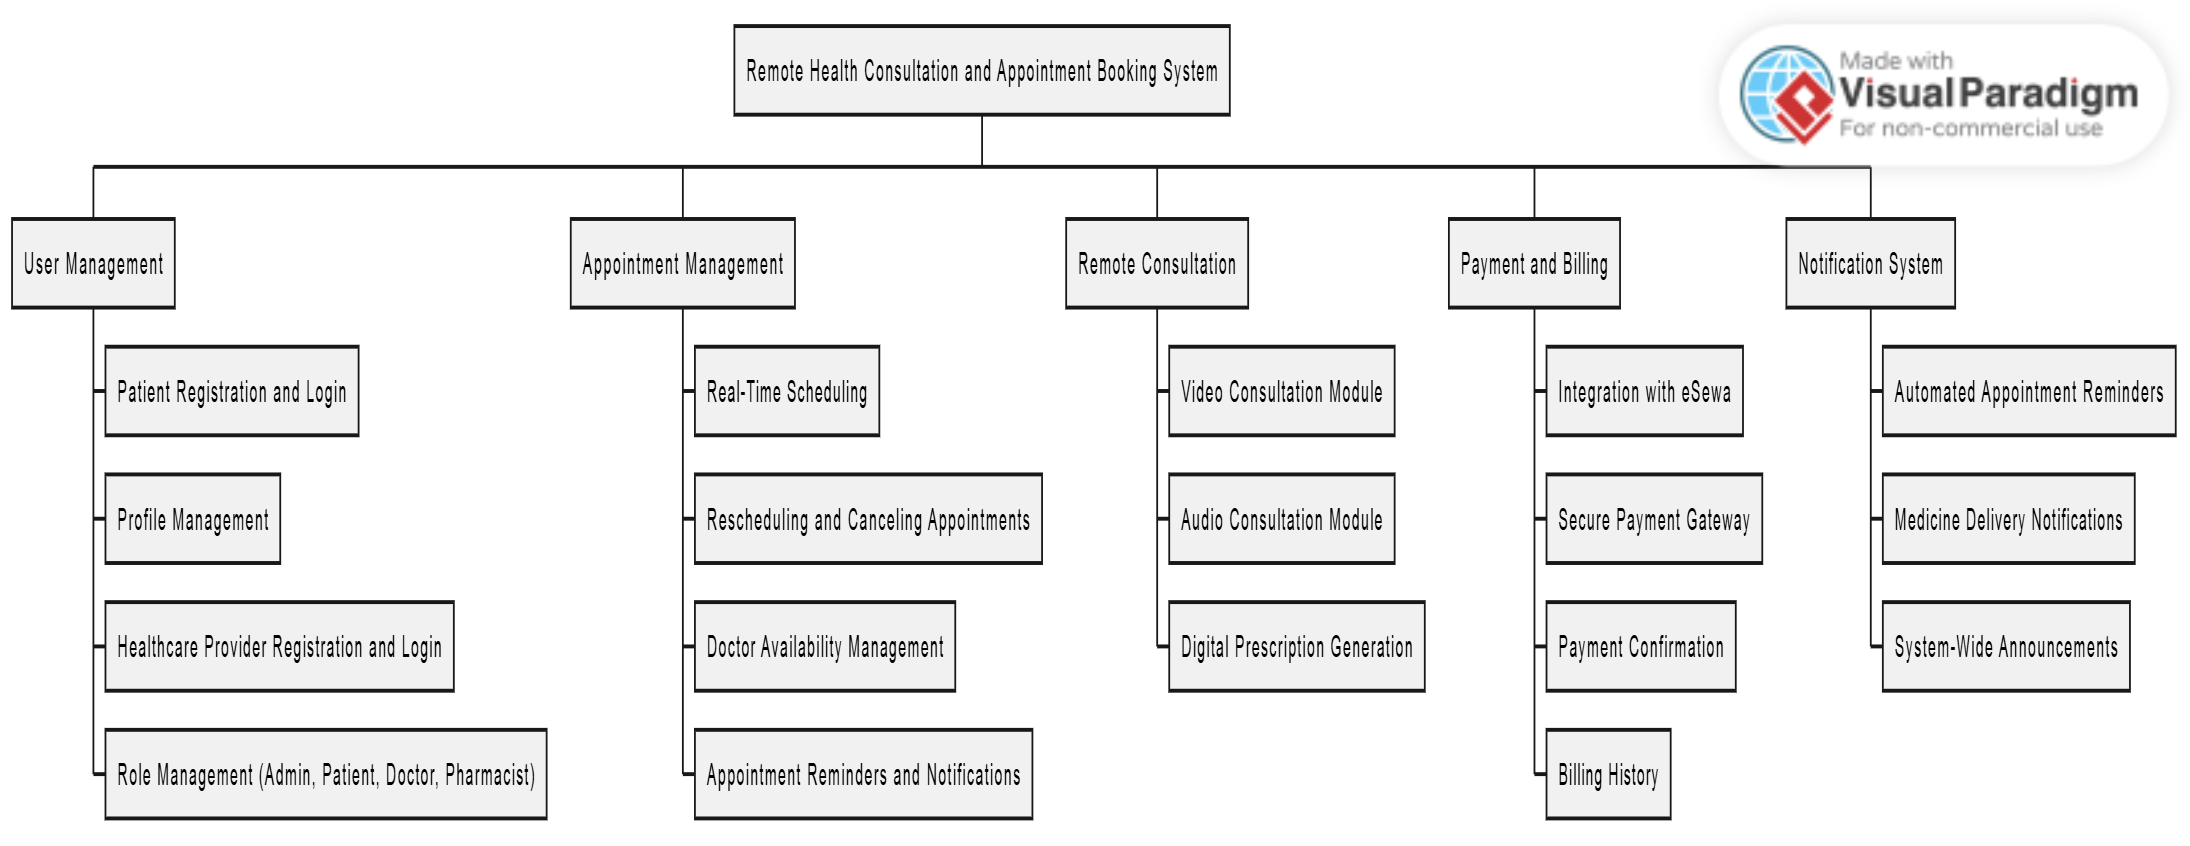 Remote Health Consultation and Appointment Booking System
Made with
Visual Paradigm
For non-commercial use
User Management
Appointment Management
Remote Consultation
Payment and Billing
Notification System
Patient Registration and Login
Real-Time Scheduling
Video Consultation Module
Integration with eSewa
Automated Appointment Reminders
Profile Management
Rescheduling and Canceling Appointments
Audio Consultation Module
Secure Payment Gateway
Medicine Delivery Notifications
Healthcare Provider Registration and Login
Doctor Availability Management
Digital Prescription Generation
Payment Confirmation
System-Wide Announcements
Role Management (Admin, Patient, Doctor, Pharmacist)
Appointment Reminders and Notifications
Billing History